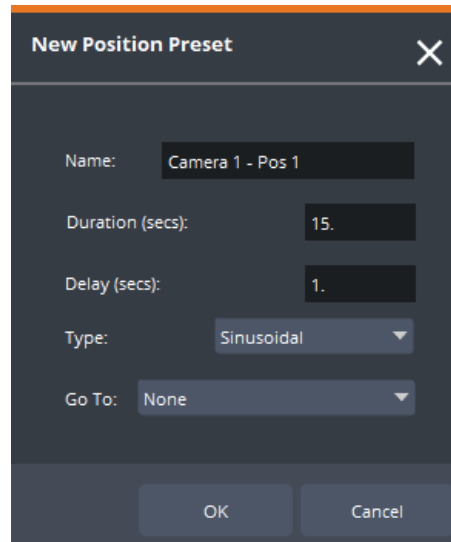 New Position Preset
Name: Camera 1 - Pos 1
Duration (secs): 15.
Delay (secs): 1.
Type: Sinusoidal
Go To: None
OK Cancel